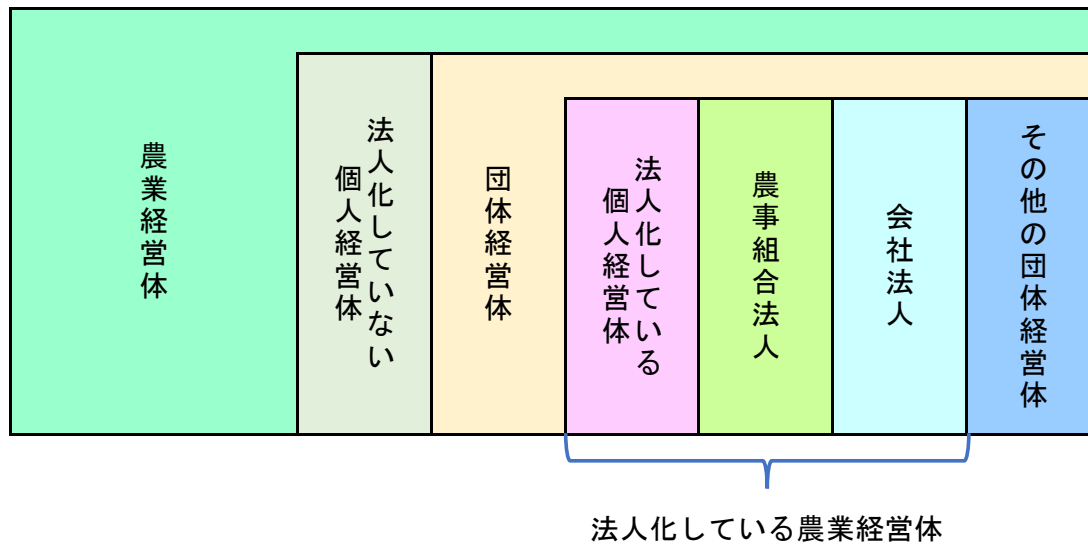 農業経営体
法人化していない
個人経営体
団体経営体
法人化している
個人経営体
農事組合法人
会社法人
その他の団体経営体
法人化している農業経営体